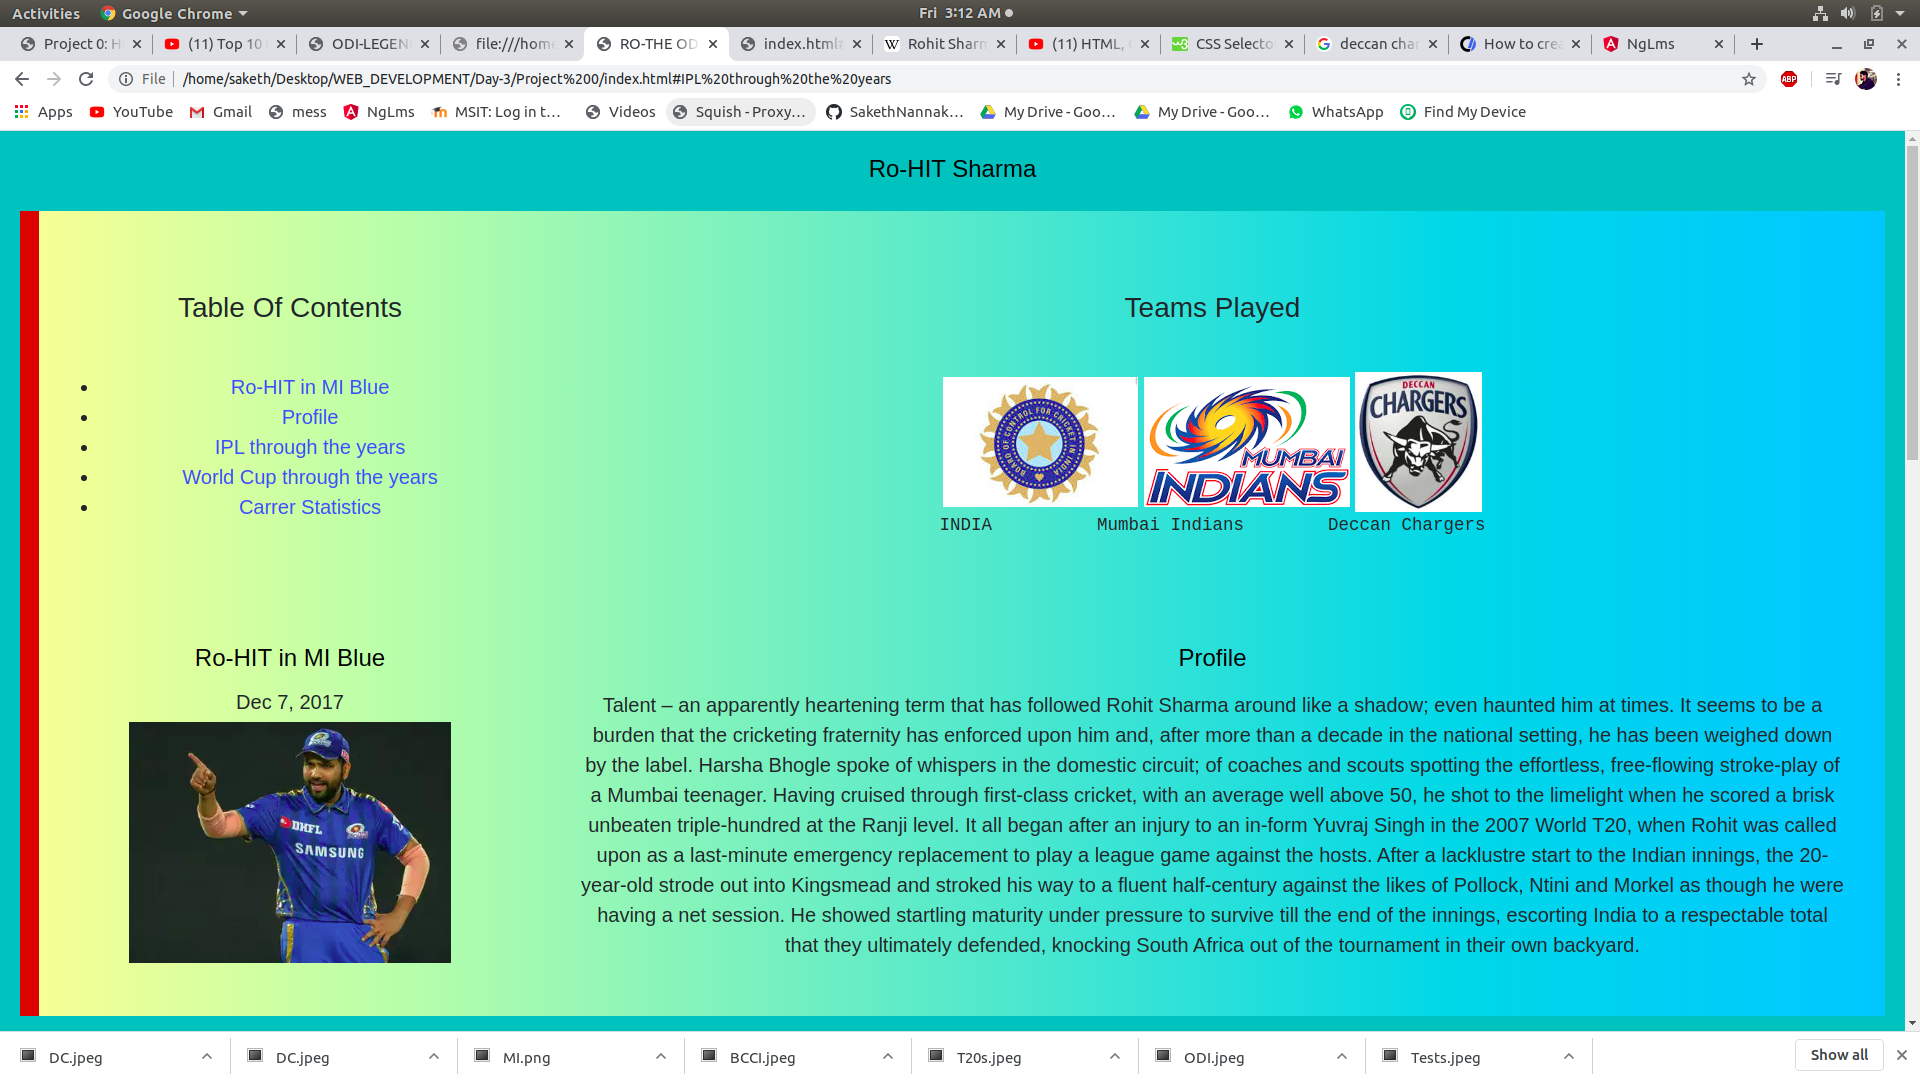 Activities Google Chrome Fri 3:12 AM
Project 0: H (11) Top 10 ODI-LEGEN file:///home RO-THE OD index.html# Rohit Sharm (11) HTML, CSS Selecto deccan char How to crea NgLms
File /home/saketh/Desktop/WEB_DEVELOPMENT/Day-3/Project%200/index.html#IPL%20through%20the%20years ABP
Apps YouTube Gmail mess NgLms MSIT: Log in t… Videos Squish - Proxy… SakethNannak… My Drive - Goo… My Drive - Goo… WhatsApp Find My Device
Ro-HIT Sharma
Table Of Contents
Ro-HIT in MI Blue
Profile
IPL through the years
World Cup through the years
Carrer Statistics
Teams Played
BOARD OF CONTROL FOR CRICKET IN INDIA
MUMBAI
INDIANS
DECCAN
CHARGERS
INDIA Mumbai Indians Deccan Chargers
Ro-HIT in MI Blue
Dec 7, 2017
DHFL
SAMSUNG
Profile
Talent – an apparently heartening term that has followed Rohit Sharma around like a shadow; even haunted him at times. It seems to be a
burden that the cricketing fraternity has enforced upon him and, after more than a decade in the national setting, he has been weighed down
by the label. Harsha Bhogle spoke of whispers in the domestic circuit; of coaches and scouts spotting the effortless, free-flowing stroke-play of
a Mumbai teenager. Having cruised through first-class cricket, with an average well above 50, he shot to the limelight when he scored a brisk
unbeaten triple-hundred at the Ranji level. It all began after an injury to an in-form Yuvraj Singh in the 2007 World T20, when Rohit was called
upon as a last-minute emergency replacement to play a league game against the hosts. After a lacklustre start to the Indian innings, the 20-
year-old strode out into Kingsmead and stroked his way to a fluent half-century against the likes of Pollock, Ntini and Morkel as though he were
having a net session. He showed startling maturity under pressure to survive till the end of the innings, escorting India to a respectable total
that they ultimately defended, knocking South Africa out of the tournament in their own backyard.
DC.jpeg DC.jpeg MI.png BCCI.jpeg T20s.jpeg ODI.jpeg Tests.jpeg Show all